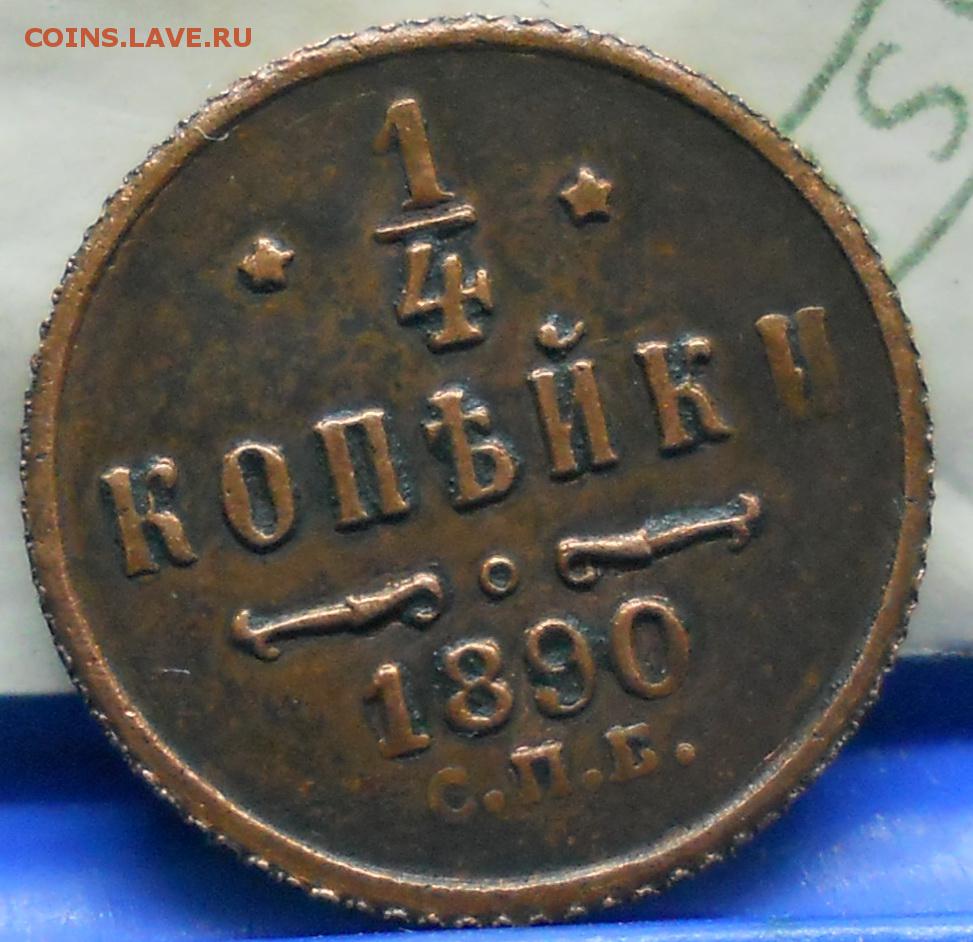 COINS.LAVE.RU
1/4
КОПѢЙКИ
1890
С.П.Б.
S